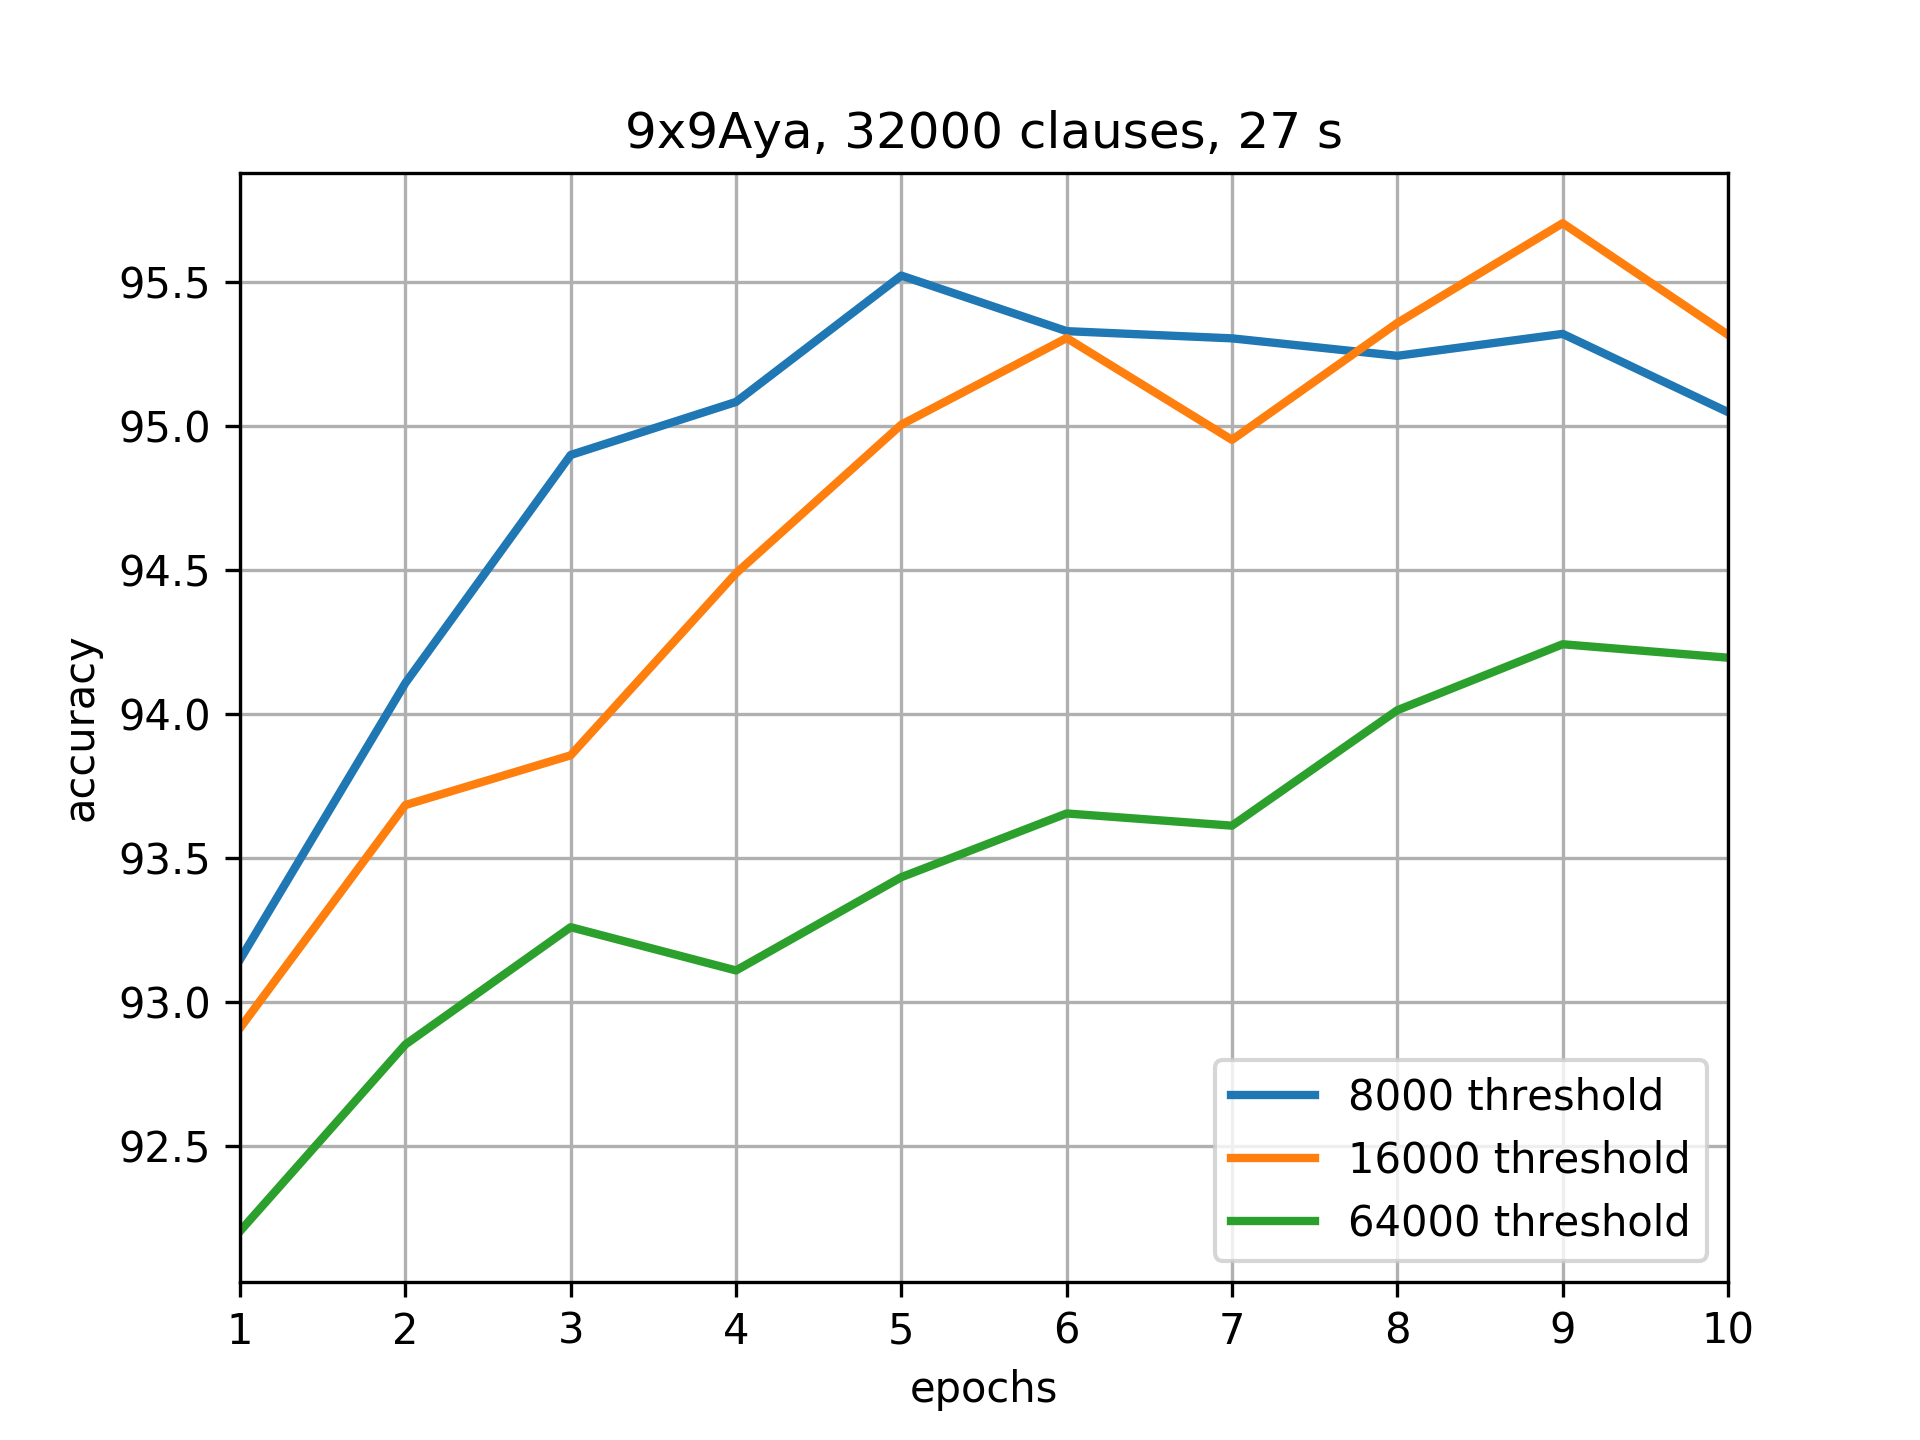 9x9Aya, 32000 clauses, 27 s
95.5
95.0
94.5
94.0
93.5
93.0
92.5
accuracy
8000 threshold
16000 threshold
64000 threshold
1 2 3 4 5 6 7 8 9 10
epochs